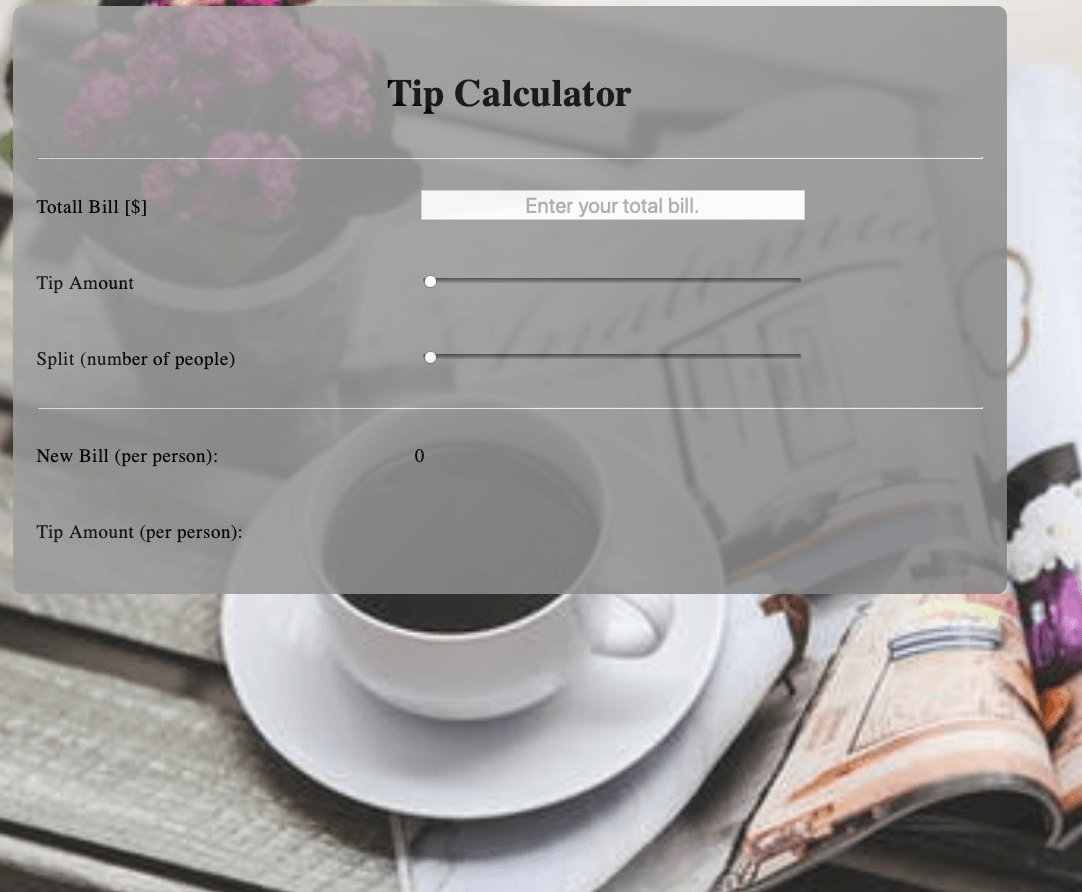 Tip Calculator
Totall Bill [$]
Enter your total bill.
Tip Amount
Split (number of people)
New Bill (per person):
0
Tip Amount (per person):